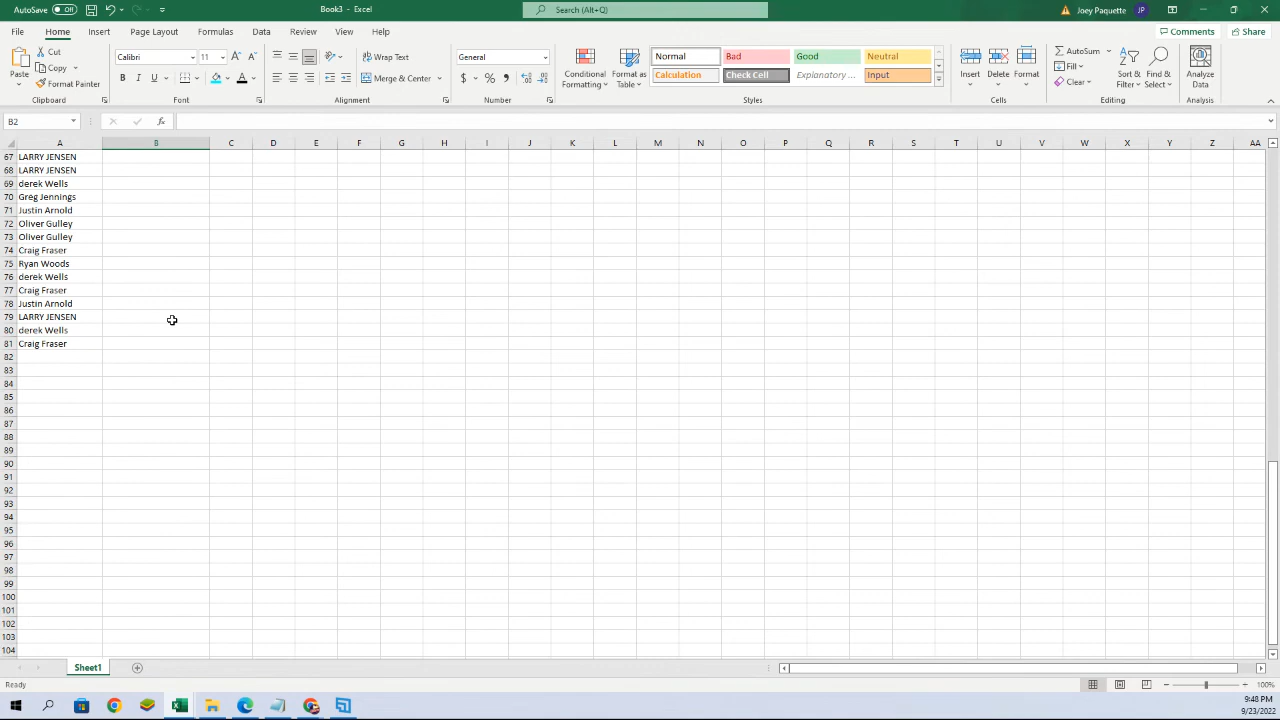 AutoSave Off Book3 - Excel Search (Alt+Q) Joey Paquette JP
File Home Insert Page Layout Formulas Data Review View Help Comments Share
Paste Cut Copy Format Painter Clipboard
Calibri 11 B I U A Font
Wrap Text Merge & Center Alignment
General $ % , Number
Conditional Formatting Format as Table
Normal Bad Good Neutral
Calculation Check Cell Explanatory ... Input
Styles
Insert Delete Format Cells
AutoSum Fill Clear Sort & Filter Find & Select Editing
Analyze Data Analysis
B2 fx
A B C D E F G H I J K L M N O P Q R S T U V W X Y Z AA
67 LARRY JENSEN
68 LARRY JENSEN
69 derek Wells
70 Greg Jennings
71 Justin Arnold
72 Oliver Gulley
73 Oliver Gulley
74 Craig Fraser
75 Ryan Woods
76 derek Wells
77 Craig Fraser
78 Justin Arnold
79 LARRY JENSEN
80 derek Wells
81 Craig Fraser
82
83
84
85
86
87
88
89
90
91
92
93
94
95
96
97
98
99
100
101
102
103
104
Sheet1
Ready 100%
9:48 PM
9/23/2022